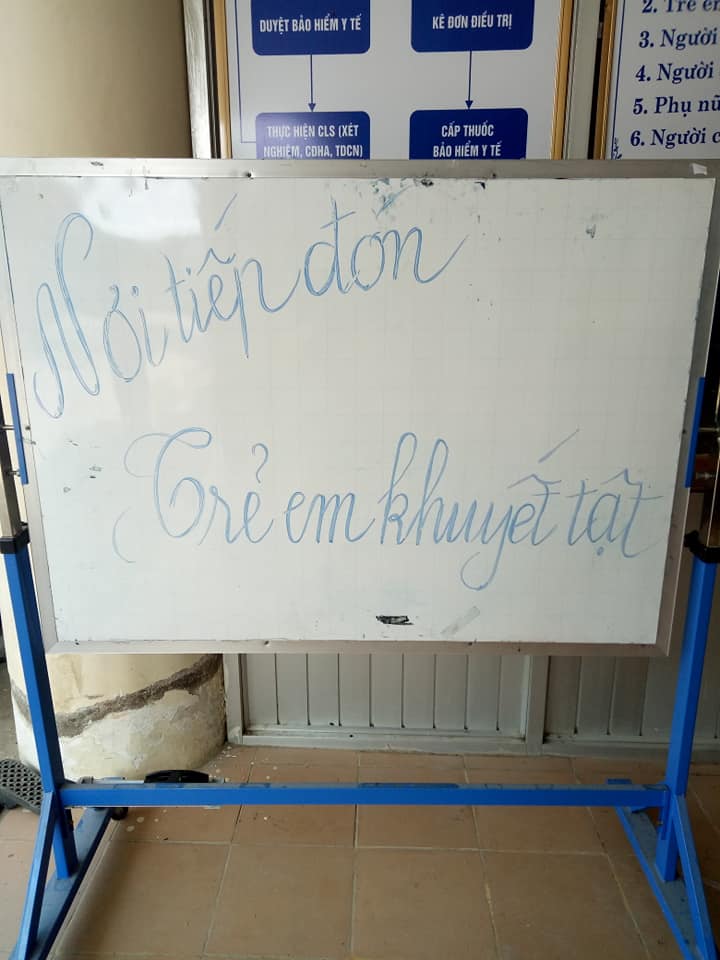 DUYỆT BẢO HIỂM Y TẾ
KÊ ĐƠN ĐIỀU TRỊ
THỰC HIỆN CLS (XÉT
NGHIỆM, CĐHA, TDCN)
CẤP THUỐC
BẢO HIỂM Y TẾ
2. Trẻ em
3. Người
4. Người
5. Phụ nữ
6. Người
Nơi tiếp đơn
Trẻ em khuyết tật